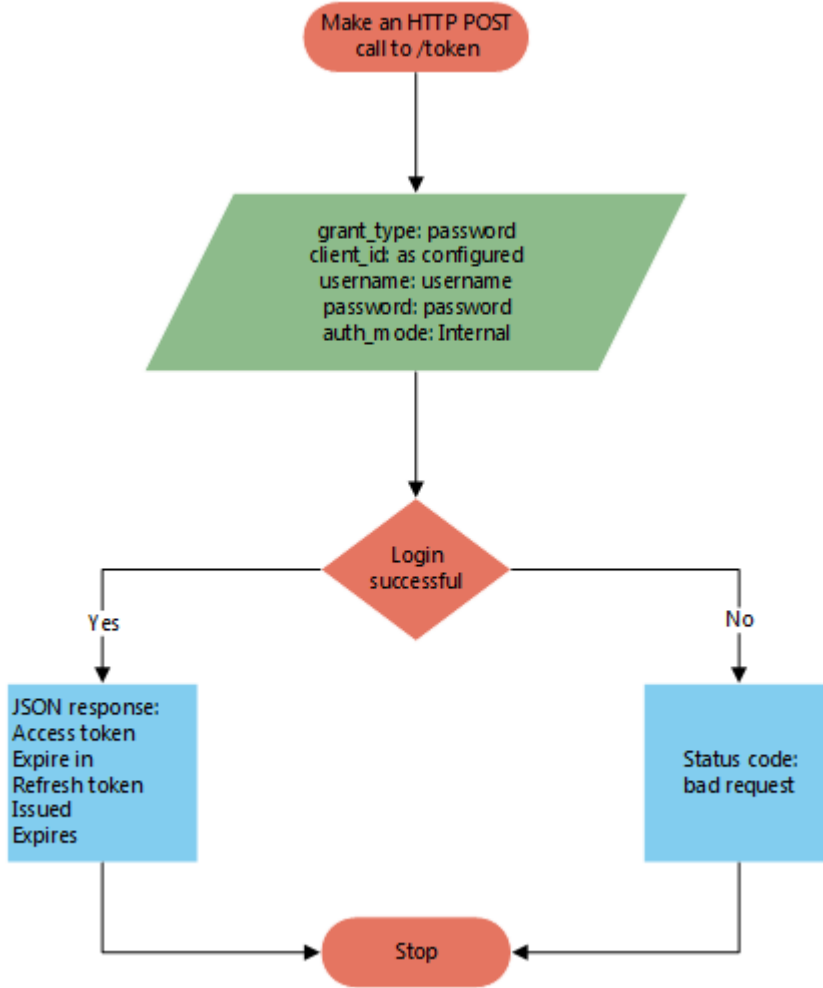 Make an HTTP POST
call to /token
grant_type: password
client_id: as configured
username: username
password: password
auth_mode: Internal
Login
successful
Yes
No
JSON response:
Access token
Expire in
Refresh token
Issued
Expires
Status code:
bad request
Stop